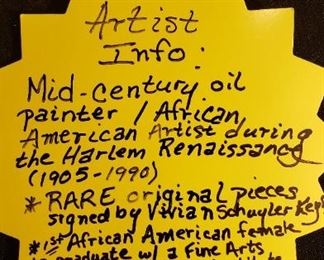 Artist
Info:
Mid-century oil
painter / African
American Artist during
the Harlem Renaissance
(1905-1990)
* RARE original pieces
signed by Vivian Schuyler Key
* 1st African American female
to graduate w/ a Fine Arts